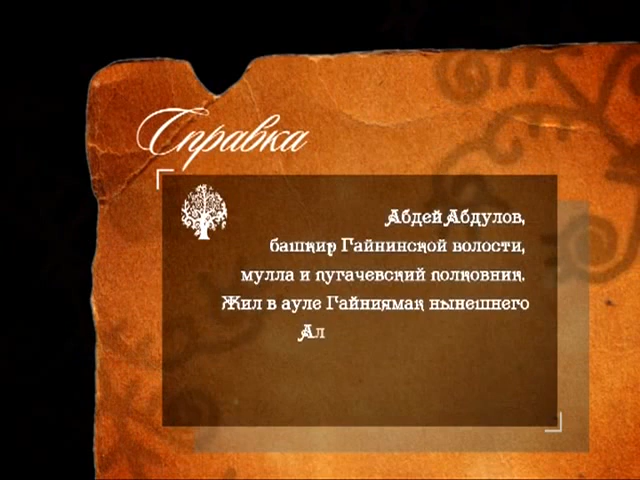 Справка
Абдей Абдулов,
башкир Гайнинской волости,
мулла и пугачевский полковник.
Жил в ауле Гайниямак нынешнего
Ал